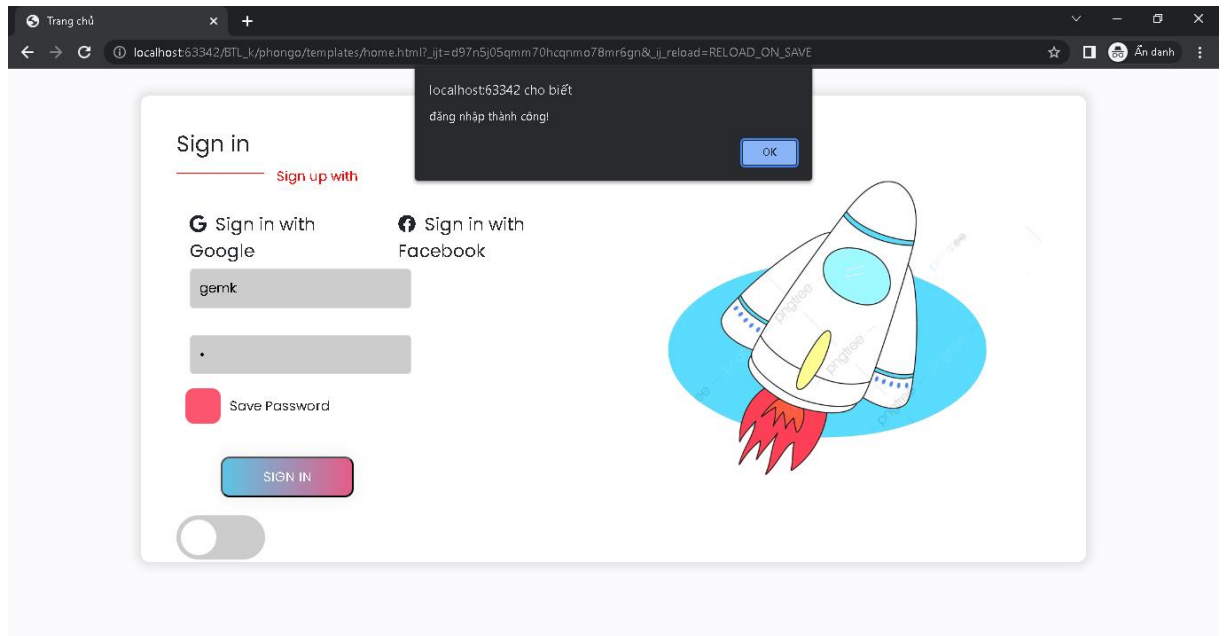 Trang chủ
localhost:63342/BTL_k/phongo/templates/home.html?_ijt=d97n5j05qmm70hcqnmo78mr6gn&_ij_reload=RELOAD_ON_SAVE
Ẩn danh
localhost:63342 cho biết
đăng nhập thành công!
OK
Sign in
Sign up with
G Sign in with
Google
Sign in with
Facebook
gemk
Save Password
SIGN IN
pngtree
pngtree